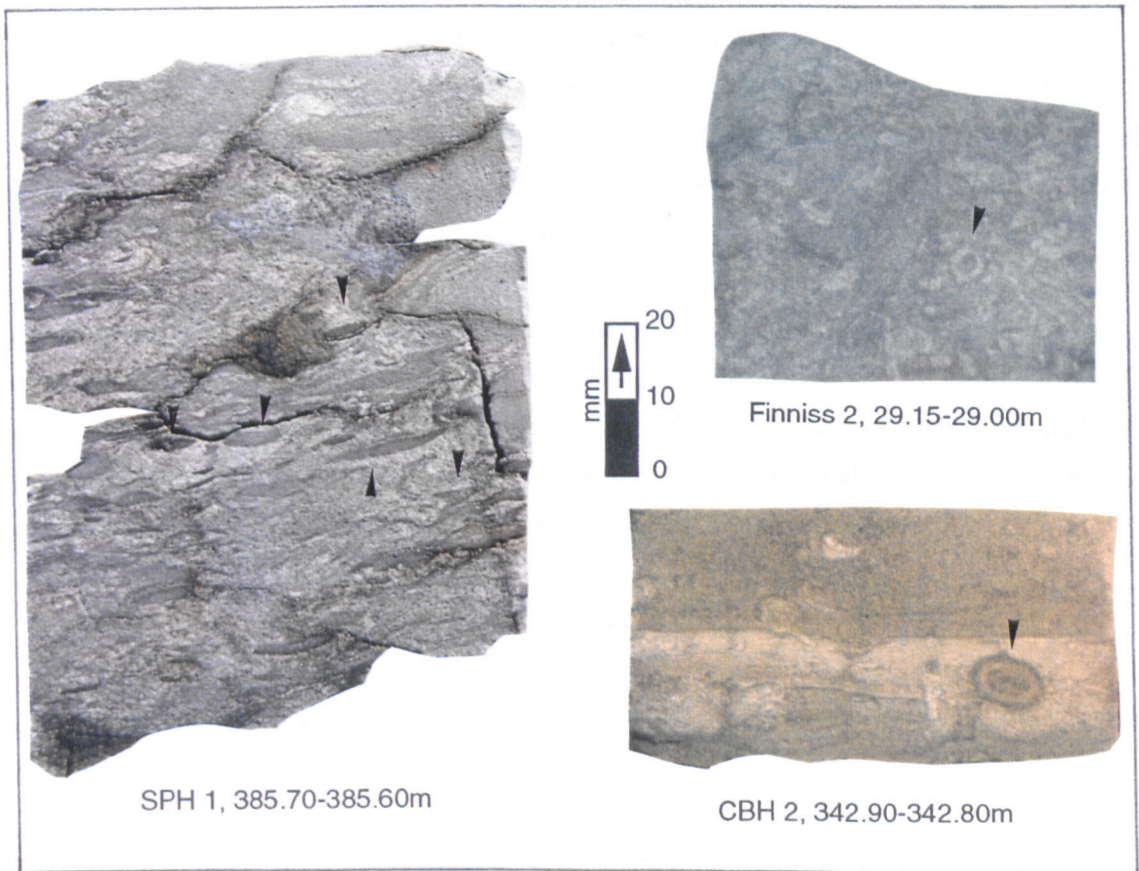 20
10
0
mm
Finniss 2, 29.15-29.00m
SPH 1, 385.70-385.60m
CBH 2, 342.90-342.80m